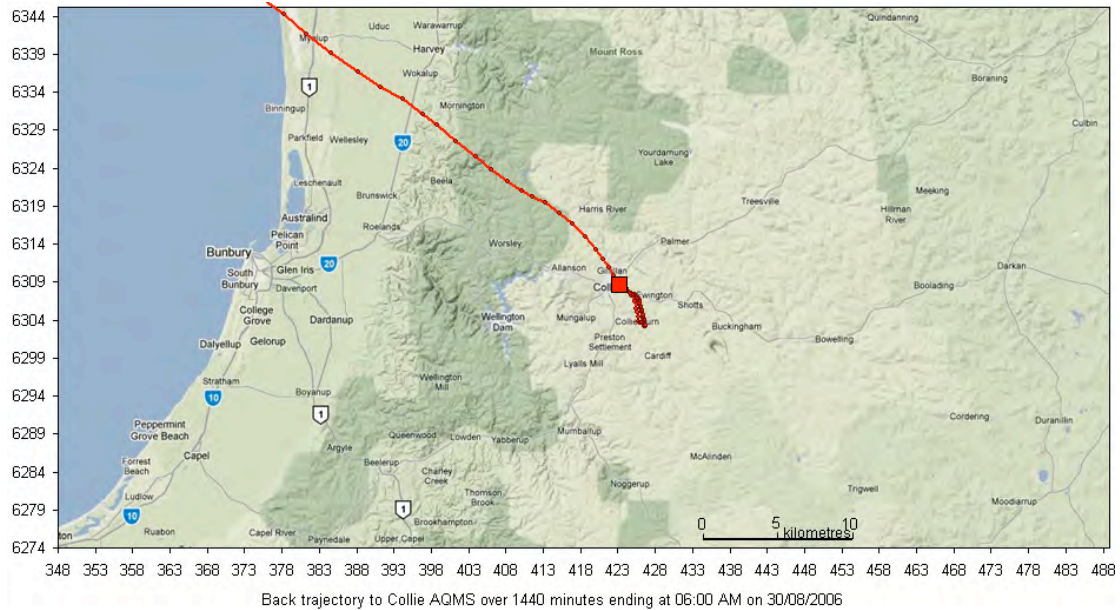 6344
6339
6334
6329
6324
6319
6314
6309
6304
6299
6294
6289
6284
6279
6274
Uduc
Warawarrup
Myalup
Harvey
Wokalup
Mount Ross
Quindanning
Boraning
1
Binningup
Mornington
Culbin
Parkfield
Wellesley
20
Yourdamung
Lake
Leschenault
Beela
Brunswick
Meeking
Treesville
Australind
Harris River
Hillman
River
Pelican
Point
Roelands
Worsley
Palmer
Bunbury
20
Glen Iris
Allanson
Darkan
South
Bunbury
Davenport
Shotts
Boolading
College
Grove
Dardanup
Wellington
Dam
Mungalup
Buckingham
Preston
Settlement
Bowelling
Dalyellup
Gelorup
Lyalls Mill
Cardiff
Stratham
10
Boyanup
Wellington
Mill
1
Cordering
Duranillin
Peppermint
Grove Beach
Queenwood
Lowden
Yabberup
Mumballup
Argyle
Capel
Beelerup
Charley
Creek
McAlinden
Forrest
Beach
Noggerup
Trigwell
Ludlow
Thomson
Brook
Moodiarrup
10
1
Brookhampton
Ruabon
Capel River
Paynedale
Upper Capel
0 5 10
kilometres
348 353 358 363 368 373 378 383 388 393 398 403 408 413 418 423 428 433 438 443 448 453 458 463 468 473 478 483 488
Back trajectory to Collie AQMS over 1440 minutes ending at 06:00 AM on 30/08/2006